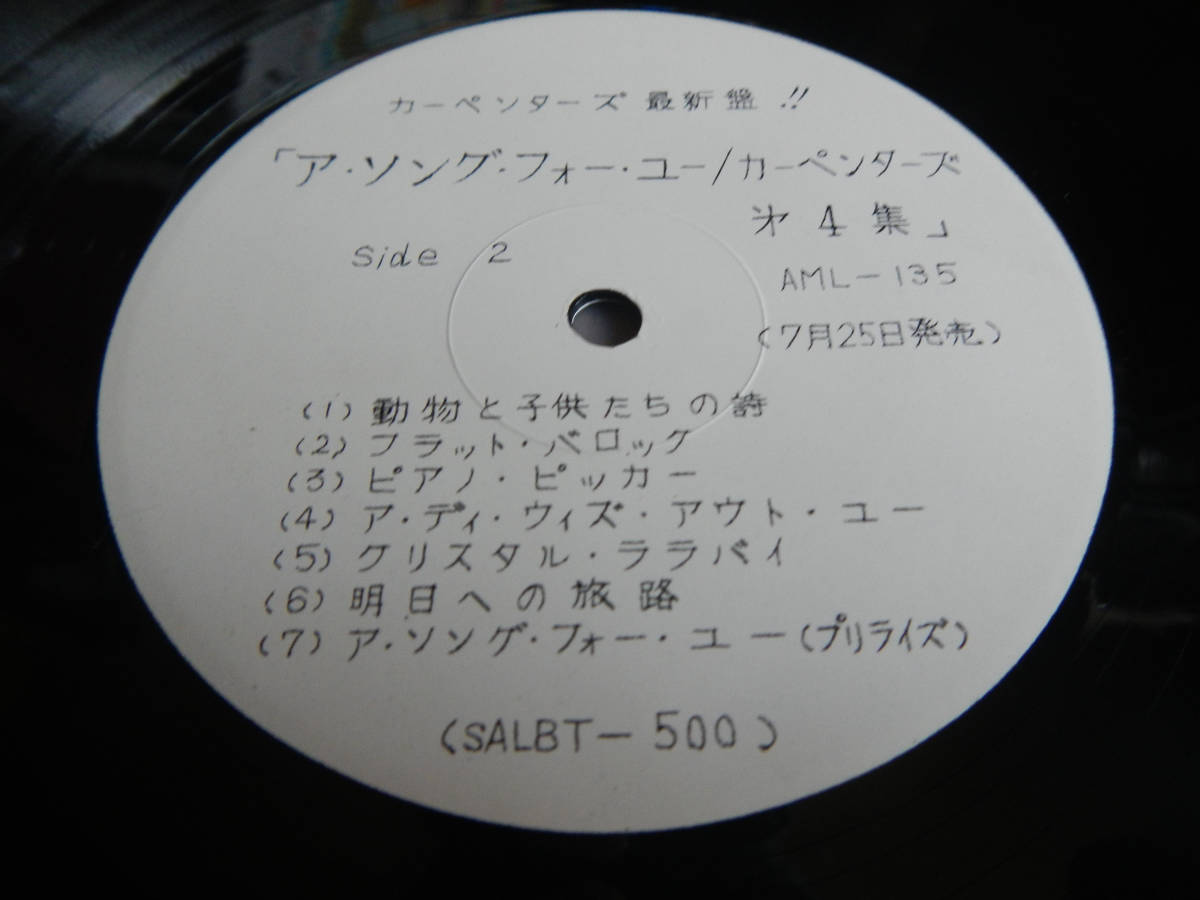 カーペンターズ 最新盤!!
「ア・ソング・フォー・ユー/カーペンターズ
㐧4集」
Side 2
AML-135
(7月25日発売)
(1) 動物と子供たちの詩
(2) フラット・バロック
(3) ピアノ・ピッカー
(4) ア・ディ・ウィズ・アウト・ユー
(5) クリスタル・ララバイ
(6) 明日への旅路
(7) ア・ソング・フォー・ユー(プリライズ)
(SALBT-500)